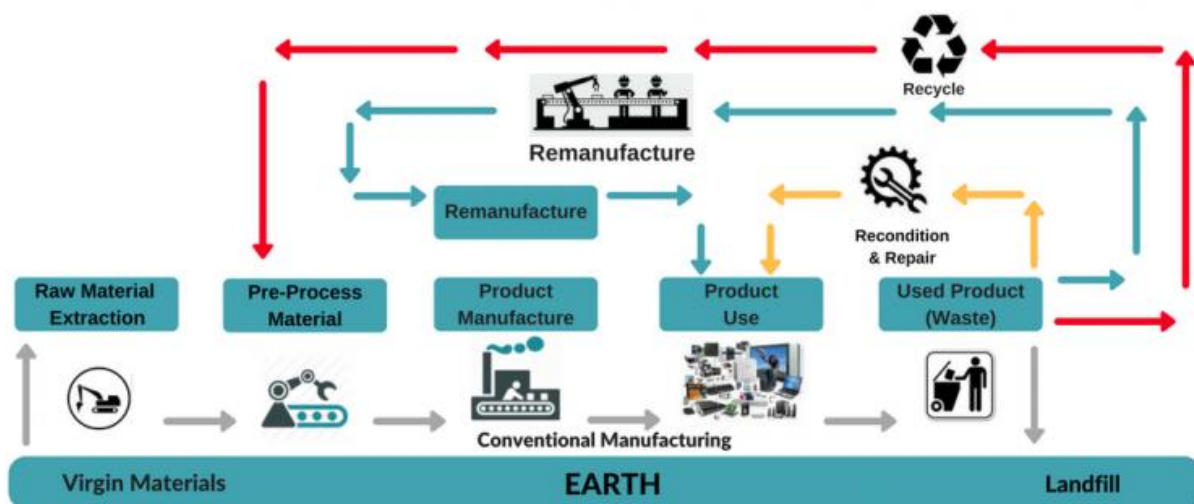 Recycle
Remanufacture
Remanufacture
Recondition
& Repair
Raw Material
Extraction
Pre-Process
Material
Product
Manufacture
Product
Use
Used Product
(Waste)
Conventional Manufacturing
Virgin Materials
EARTH
Landfill